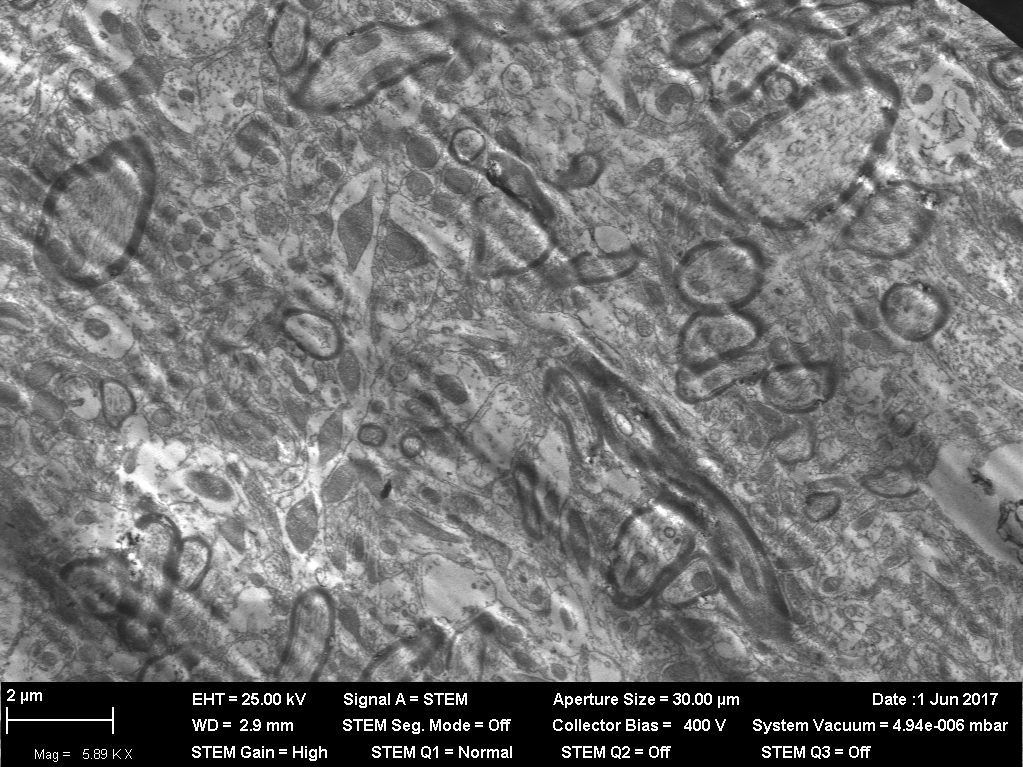 2 µm
EHT = 25.00 kV Signal A = STEM Aperture Size = 30.00 µm Date :1 Jun 2017
WD = 2.9 mm STEM Seg. Mode = Off Collector Bias = 400 V System Vacuum = 4.94e-006 mbar
Mag = 5.89 K X STEM Gain = High STEM Q1 = Normal STEM Q2 = Off STEM Q3 = Off